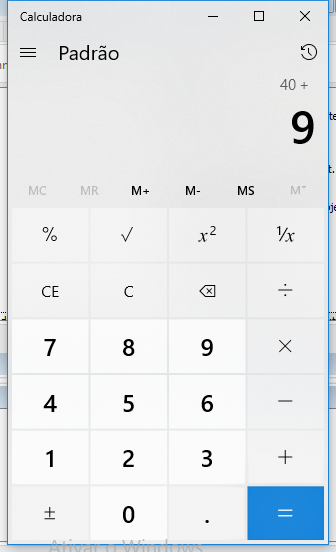 Calculadora
Padrão
40 +
9
MC MR M+ M- MS M˅
% √ x² ¹/x
CE C ÷
7 8 9 ×
4 5 6 −
1 2 3 +
± 0 . =
Ativar o Windows